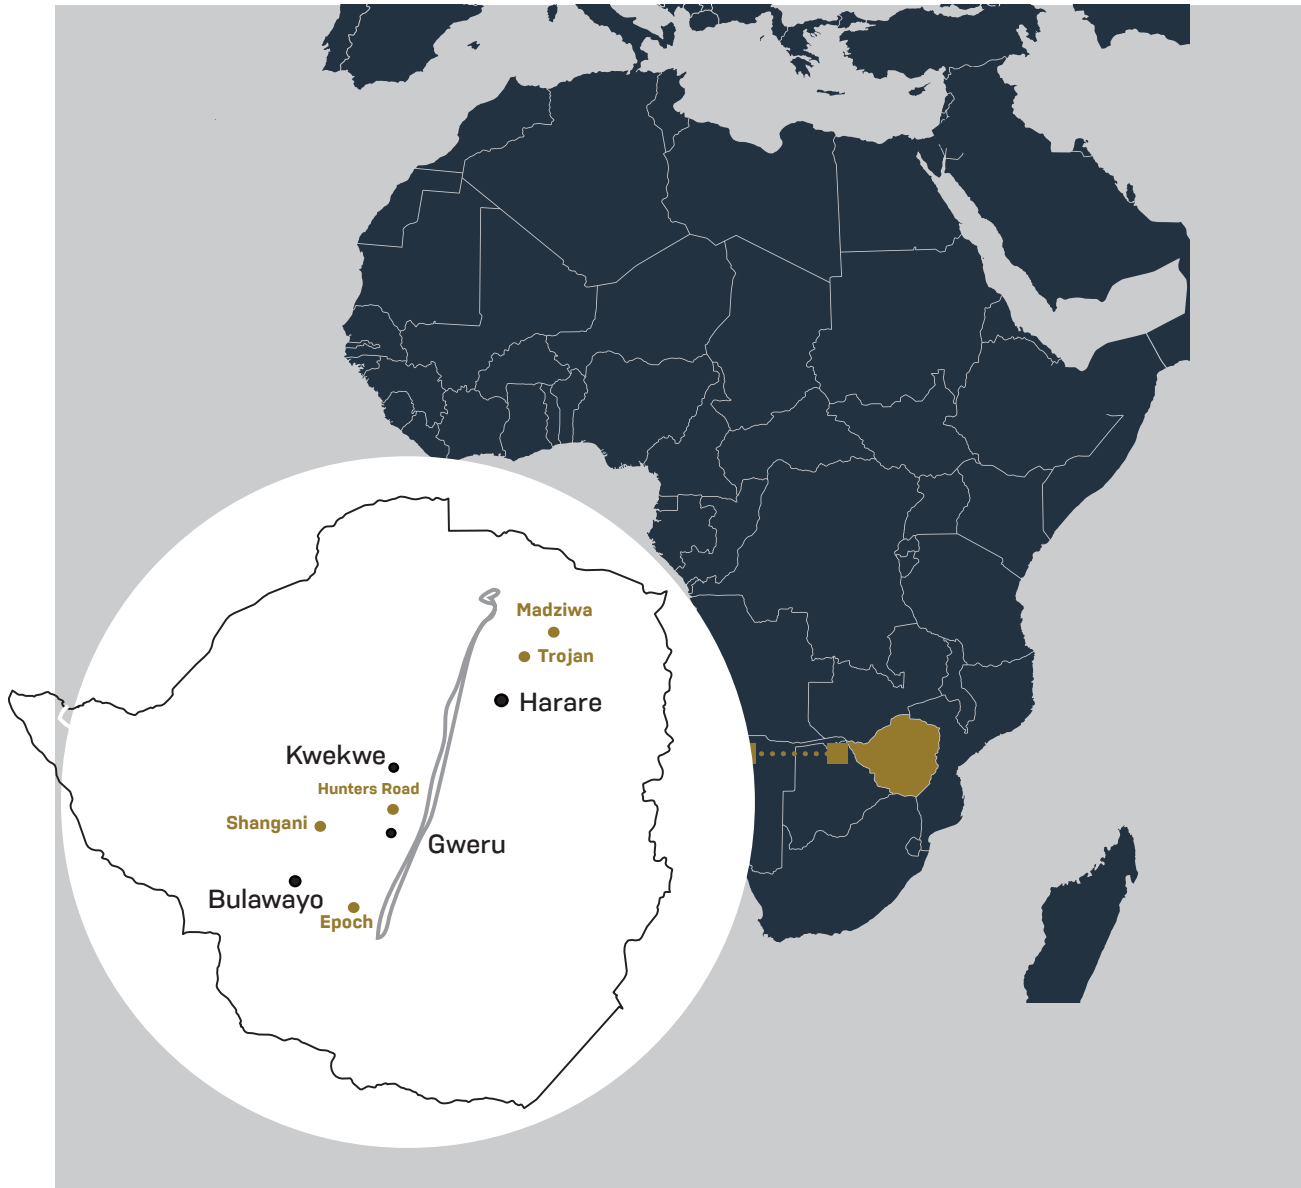 Madziwa
Trojan
Harare
Kwekwe
Hunters Road
Shangani
Gweru
Bulawayo
Epoch